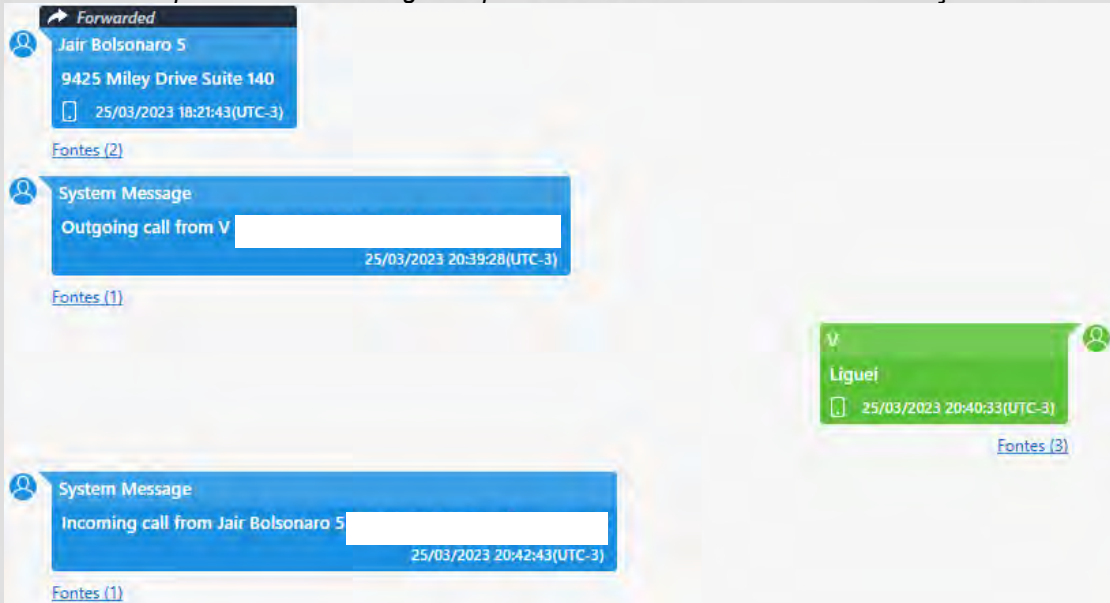 Forwarded
Jair Bolsonaro 5
9425 Miley Drive Suite 140
25/03/2023 18:21:43(UTC-3)
Fontes (2)
System Message
Outgoing call from V
25/03/2023 20:39:28(UTC-3)
Fontes (1)
V
Liguei
25/03/2023 20:40:33(UTC-3)
Fontes (3)
System Message
Incoming call from Jair Bolsonaro 5
25/03/2023 20:42:43(UTC-3)
Fontes (1)